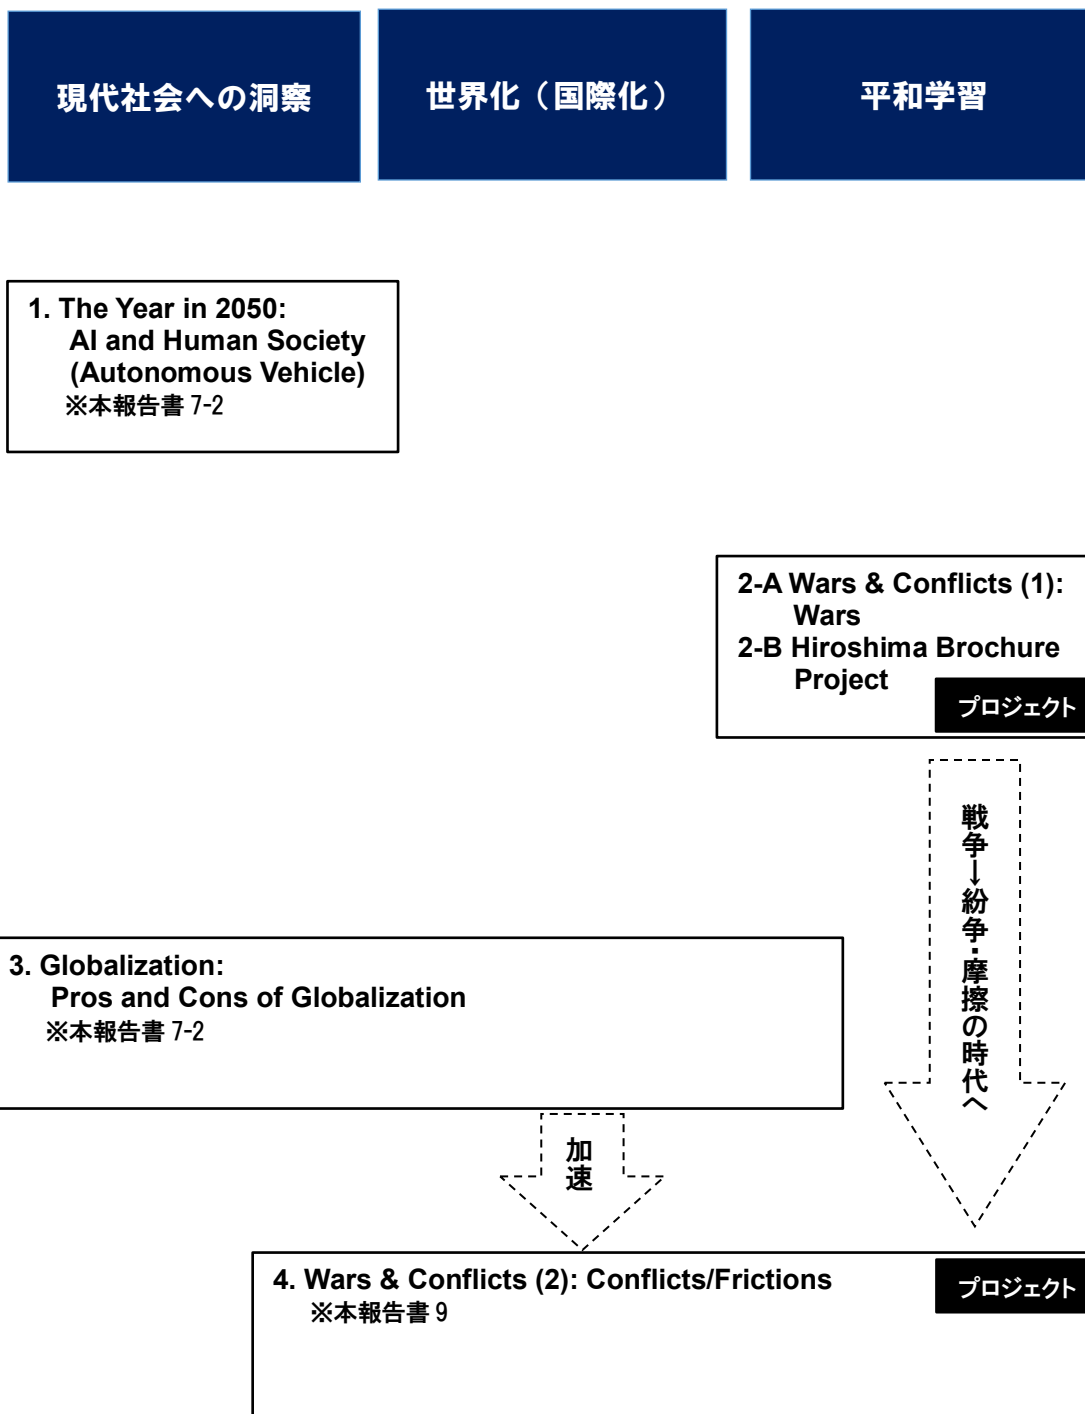 現代社会への洞察
世界化（国際化）
平和学習
1. The Year in 2050:
AI and Human Society
(Autonomous Vehicle)
※本報告書 7-2
2-A Wars & Conflicts (1):
Wars
2-B Hiroshima Brochure
Project
プロジェクト
戦争→紛争・摩擦の時代へ
3. Globalization:
Pros and Cons of Globalization
※本報告書 7-2
加速
4. Wars & Conflicts (2): Conflicts/Frictions
※本報告書 9
プロジェクト